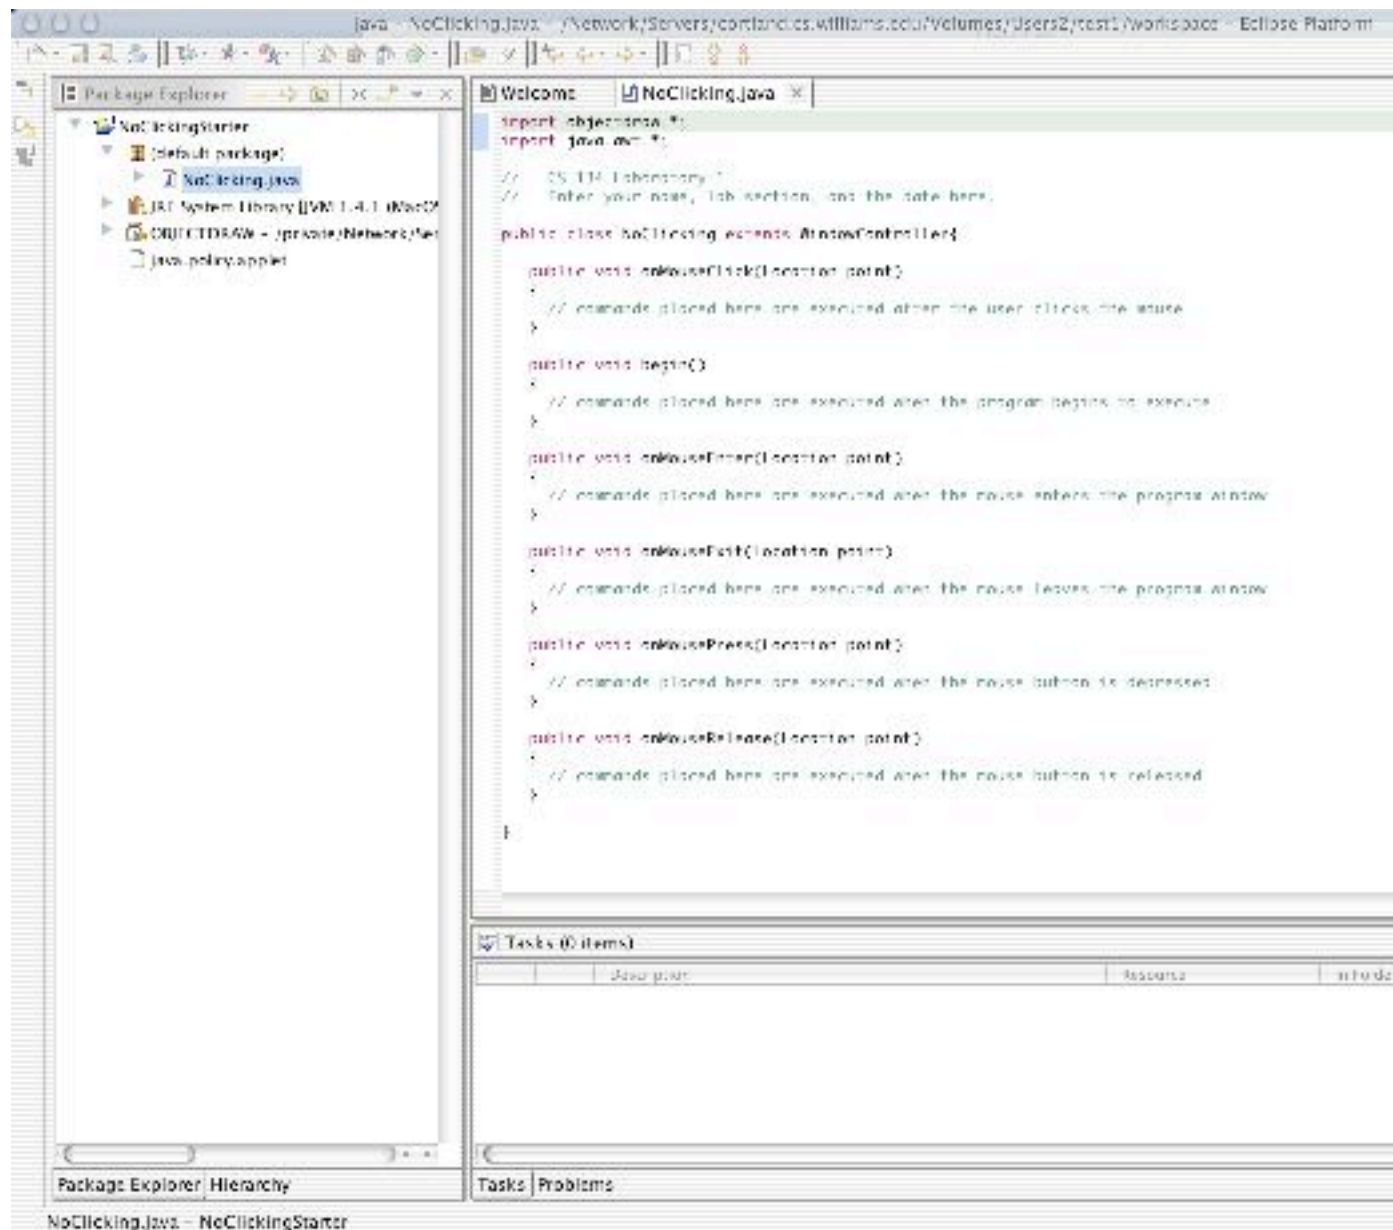 Java - NoClicking.java - /Network/Servers/cortland.cs.williams.edu/Volumes/Users2/test1/workspace - Eclipse Platform
Package Explorer
NoClickingStarter
(default package)
NoClicking.java
JRE System Library [JVM 1.4.1 (MacOS
OBJECTDRAW - /private/Network/Ser
java.policy.applet
Welcome
NoClicking.java
import objectdraw.*;
import java.awt.*;
// CS 134 Laboratory 1
// Enter your name, lab section, and the date here.
public class NoClicking extends WindowController{
public void onMouseClick(Location point)
{
// commands placed here are executed after the user clicks the mouse
}
public void begin()
{
// commands placed here are executed when the program begins to execute
}
public void onMouseEnter(Location point)
{
// commands placed here are executed when the mouse enters the program window
}
public void onMouseExit(Location point)
{
// commands placed here are executed when the mouse leaves the program window
}
public void onMousePress(Location point)
{
// commands placed here are executed when the mouse button is depressed
}
public void onMouseRelease(Location point)
{
// commands placed here are executed when the mouse button is released
}
}
Tasks (0 items)
Description Resource In Folde
Package Explorer Hierarchy
Tasks Problems
NoClicking.java - NoClickingStarter